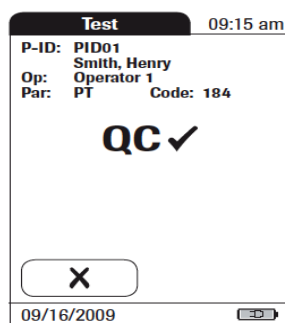 Test 09:15 am
P-ID: PID01
Smith, Henry
Op: Operator 1
Par: PT Code: 184
QC
09/16/2009